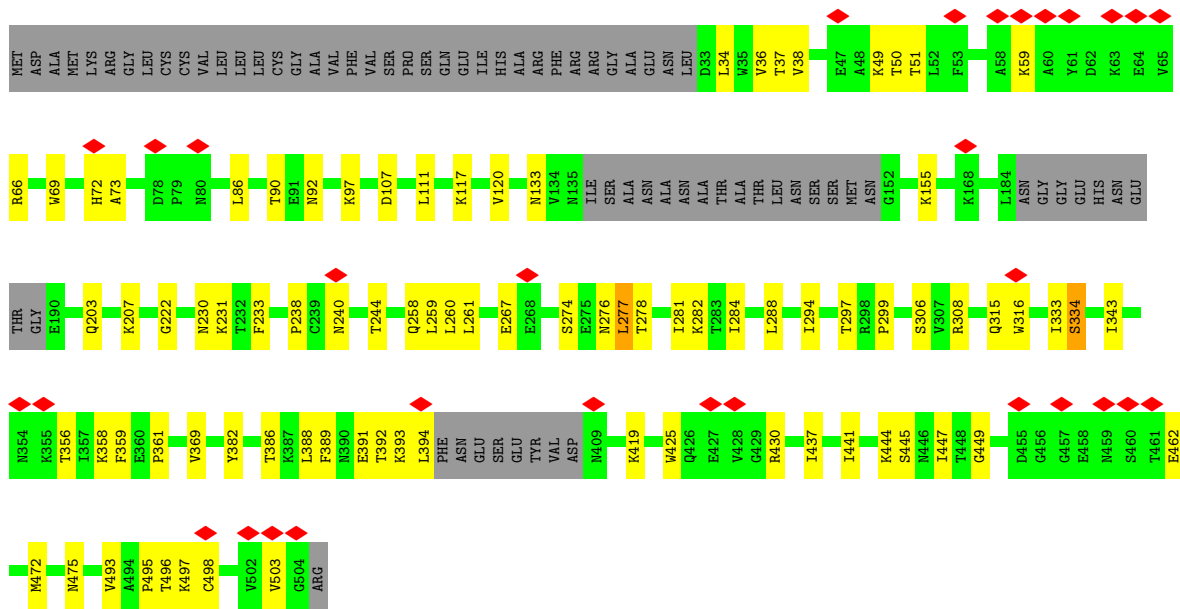 MET ASP ALA MET LYS ARG GLY LEU CYS CYS VAL LEU LEU LEU CYS GLY ALA VAL PHE VAL SER PRO SER GLN GLU ILE HIS ALA ARG PHE ARG ARG GLY ALA GLU ASN LEU D33 L34 W35 V36 T37 V38 E47 A48 K49 T50 T51 L52 F53 A58 K59 A60 Y61 D62 K63 E64 V65
R66 W69 H72 A73 D78 P79 N80 L86 T90 E91 N92 K97 D107 L111 K117 V120 N133 V134 N135 ILE SER ALA ASN ALA ASN ALA THR ALA THR LEU ASN SER SER MET ASN G152 K155 K168 L184 ASN GLY GLY GLU HIS ASN GLU
THR GLY E190 Q203 K207 G222 N230 K231 T232 F233 P238 C239 N240 T244 Q258 L259 L260 L261 E267 E268 S274 E275 N276 L277 T278 I281 K282 T283 I284 L288 I294 T297 R298 P299 S306 V307 R308 Q315 W316 I333 S334 I343
N354 K355 T356 I357 K358 F359 E360 P361 V369 Y382 T386 K387 L388 F389 N390 E391 T392 K393 L394 PHE ASN GLU SER GLU TYR VAL ASP N409 K419 W425 Q426 E427 V428 G429 R430 I437 I441 K444 S445 N446 I447 T448 G449 D455 G456 G457 E458 N459 S460 T461 E462
M472 N475 V493 A494 P495 T496 K497 C498 V502 V503 G504 ARG